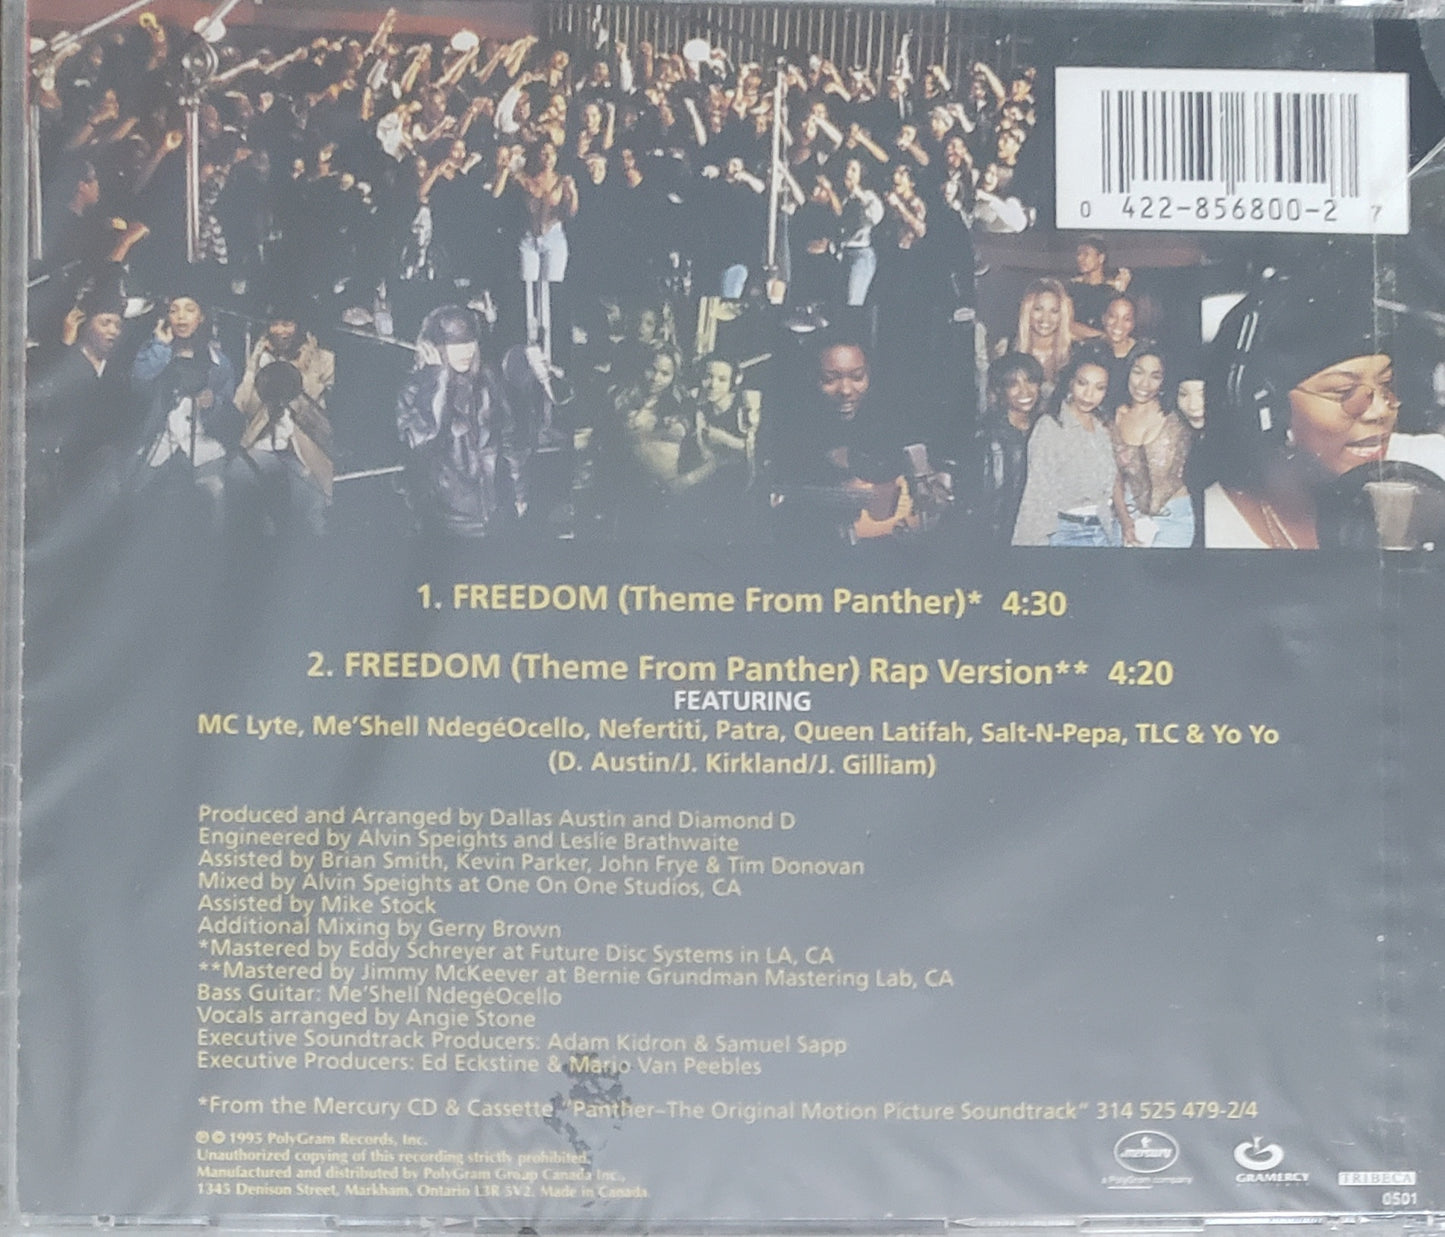 0 422-856800-2 7
1. FREEDOM (Theme From Panther)* 4:30
2. FREEDOM (Theme From Panther) Rap Version** 4:20
FEATURING
MC Lyte, Me'Shell NdegéOcello, Nefertiti, Patra, Queen Latifah, Salt-N-Pepa, TLC & Yo Yo
(D. Austin/J. Kirkland/J. Gilliam)
Produced and Arranged by Dallas Austin and Diamond D
Engineered by Alvin Speights and Leslie Brathwaite
Assisted by Brian Smith, Kevin Parker, John Frye & Tim Donovan
Mixed by Alvin Speights at One On One Studios, CA
Assisted by Mike Stock
Additional Mixing by Gerry Brown
*Mastered by Eddy Schreyer at Future Disc Systems in LA, CA
**Mastered by Jimmy McKeever at Bernie Grundman Mastering Lab, CA
Bass Guitar: Me'Shell NdegéOcello
Vocals arranged by Angie Stone
Executive Soundtrack Producers: Adam Kidron & Samuel Sapp
Executive Producers: Ed Eckstine & Mario Van Peebles
*From the Mercury CD & Cassette "Panther–The Original Motion Picture Soundtrack" 314 525 479-2/4
℗ © 1995 PolyGram Records, Inc.
Unauthorized copying of this recording strictly prohibited.
Manufactured and distributed by PolyGram Group Canada Inc.,
1345 Denison Street, Markham, Ontario L3R 5V2. Made in Canada
mercury
a PolyGram company
GRAMERCY
TRIBECA
0501